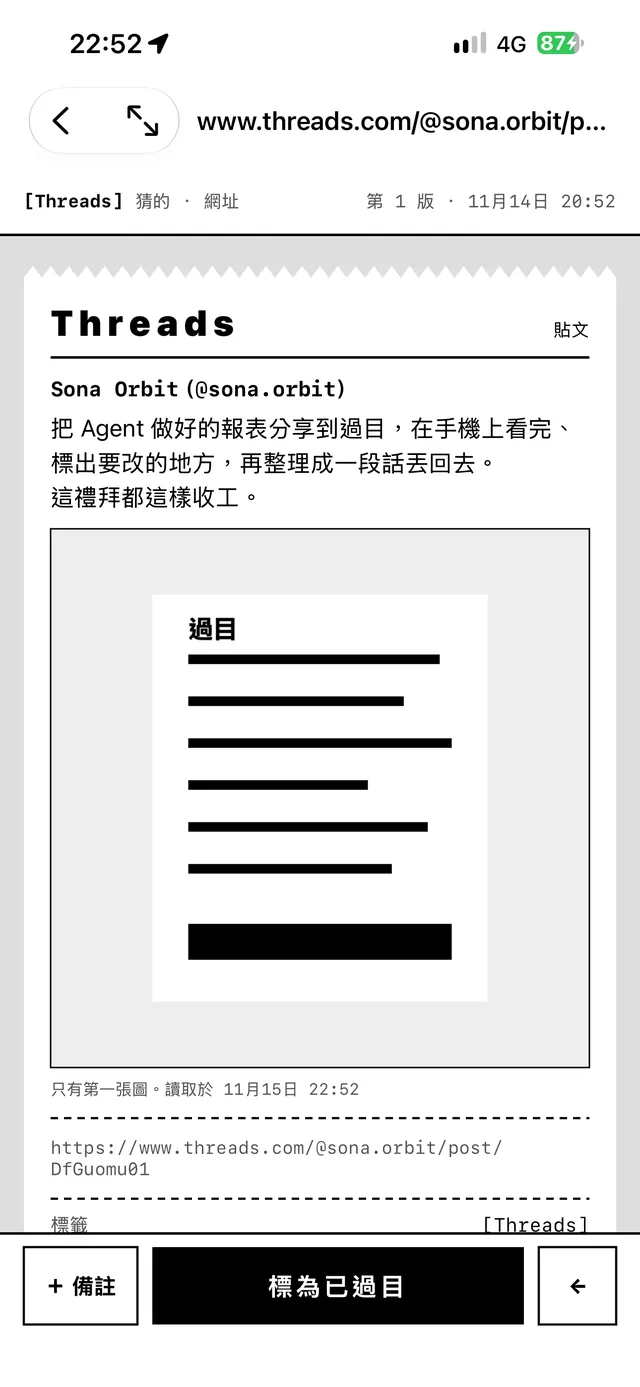 22:52
4G
87
www.threads.com/@sona.orbit/p...
[Threads] 猜的 · 網址
第 1 版 · 11月14日 20:52
Threads
貼文
Sona Orbit (@sona.orbit)
把 Agent 做好的報表分享到過目，在手機上看完、
標出要改的地方，再整理成一段話丟回去。
這禮拜都這樣收工。
過目
只有第一張圖。讀取於 11月15日 22:52
https://www.threads.com/@sona.orbit/post/
DfGuomu01
標籤
[Threads]
+ 備註
標為已過目